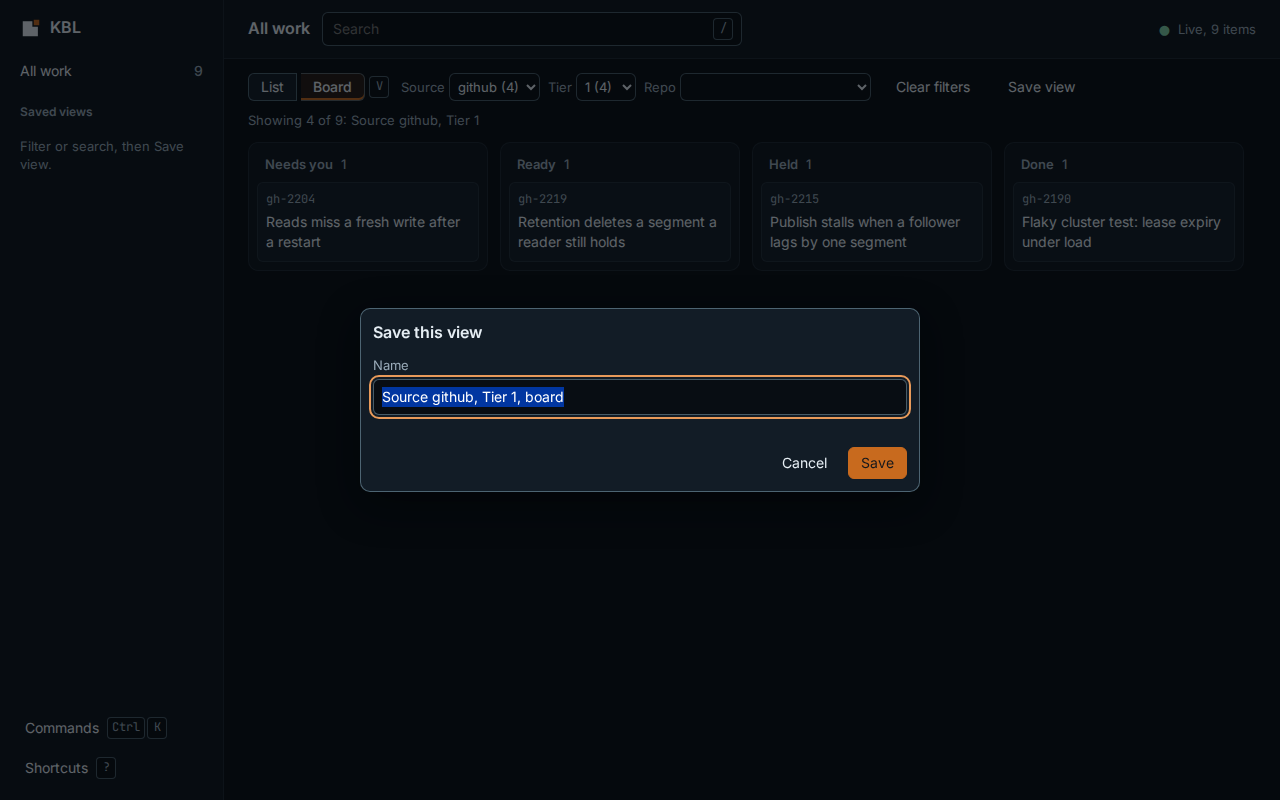 KBL
All work 9
Saved views
Filter or search, then Save
view.
Commands Ctrl K
Shortcuts ?
All work
Search /
Live, 9 items
List Board V Source github (4) Tier 1 (4) Repo Clear filters Save view
Showing 4 of 9: Source github, Tier 1
Needs you 1
gh-2204
Reads miss a fresh write after
a restart
Ready 1
gh-2219
Retention deletes a segment a
reader still holds
Held 1
gh-2215
Publish stalls when a follower
lags by one segment
Done 1
gh-2190
Flaky cluster test: lease expiry
under load
Save this view
Name
Source github, Tier 1, board
Cancel Save